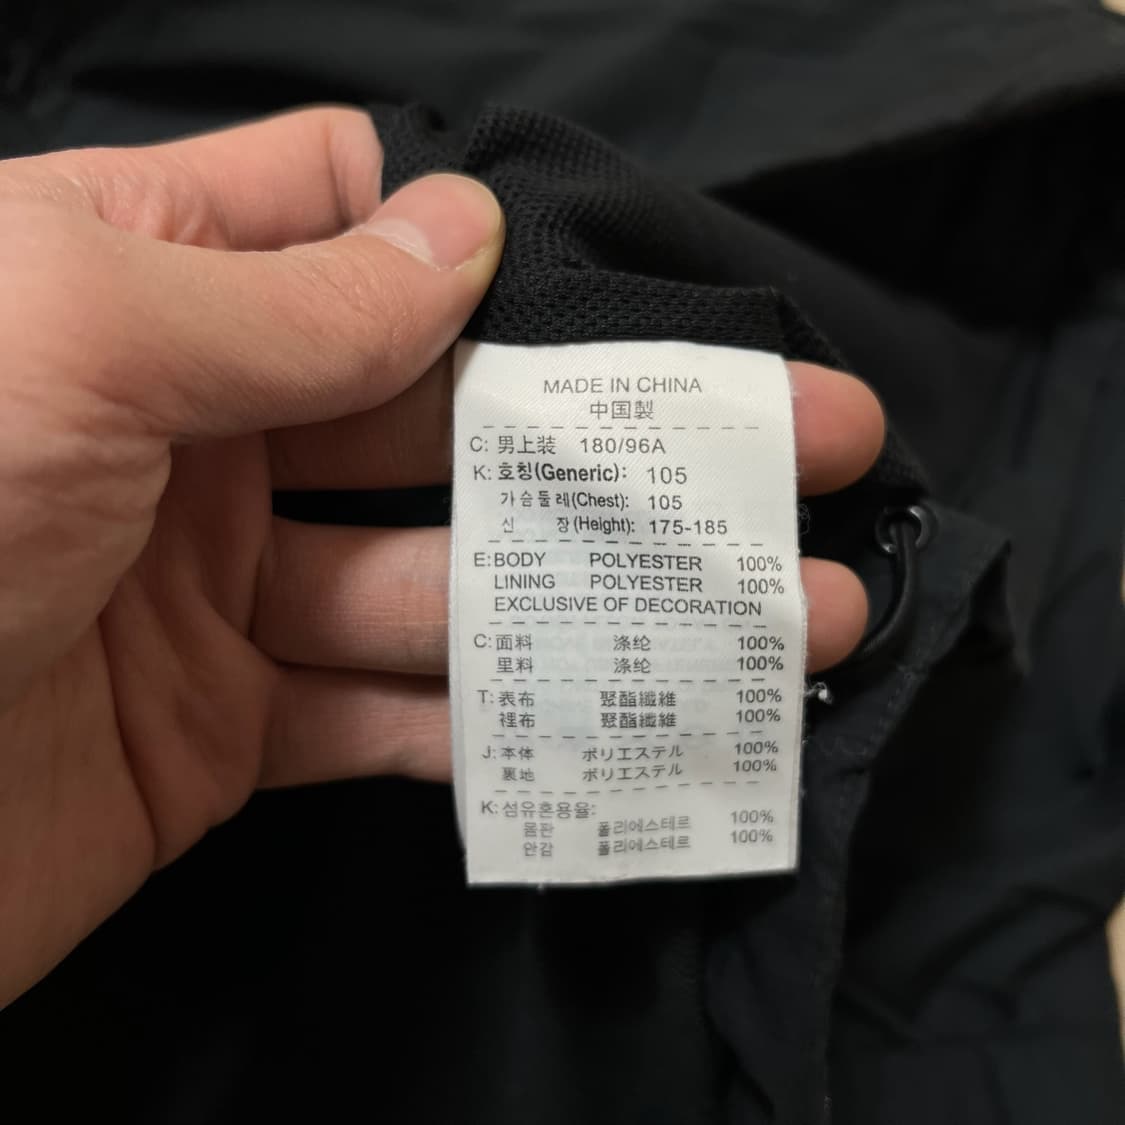 MADE IN CHINA
中国製
C: 男上装 180/96A
K: 호칭(Generic): 105
가슴둘레(Chest): 105
신 장(Height): 175-185
E: BODY POLYESTER 100%
LINING POLYESTER 100%
EXCLUSIVE OF DECORATION
C: 面料 涤纶 100%
里料 涤纶 100%
T: 表布 聚酯纖維 100%
裡布 聚酯纖維 100%
J: 本体 ポリエステル 100%
裏地 ポリエステル 100%
K: 섬유혼용율:
몸판 폴리에스테르 100%
안감 폴리에스테르 100%